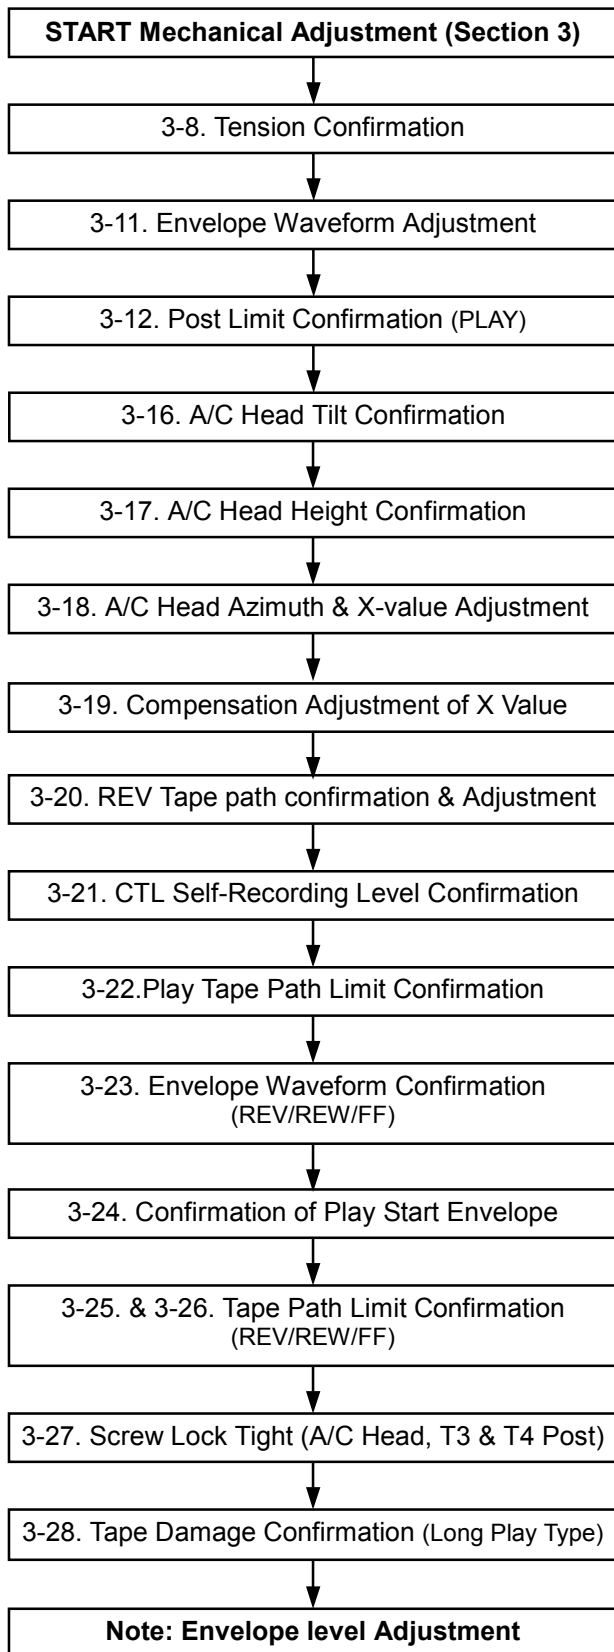 START Mechanical Adjustment (Section 3)
3-8. Tension Confirmation
3-11. Envelope Waveform Adjustment
3-12. Post Limit Confirmation (PLAY)
3-16. A/C Head Tilt Confirmation
3-17. A/C Head Height Confirmation
3-18. A/C Head Azimuth & X-value Adjustment
3-19. Compensation Adjustment of X Value
3-20. REV Tape path confirmation & Adjustment
3-21. CTL Self-Recording Level Confirmation
3-22.Play Tape Path Limit Confirmation
3-23. Envelope Waveform Confirmation
(REV/REW/FF)
3-24. Confirmation of Play Start Envelope
3-25. & 3-26. Tape Path Limit Confirmation
(REV/REW/FF)
3-27. Screw Lock Tight (A/C Head, T3 & T4 Post)
3-28. Tape Damage Confirmation (Long Play Type)
Note: Envelope level Adjustment